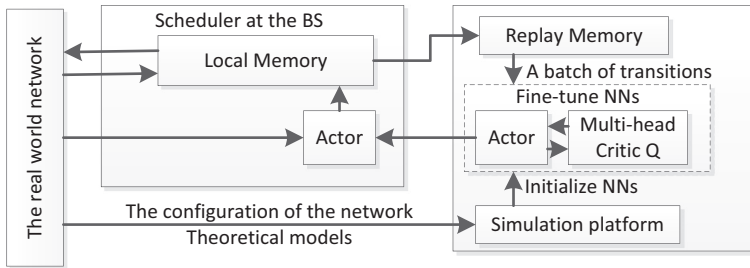 Scheduler at the BS
Local Memory
Actor
The real world network
Replay Memory
A batch of transitions
Fine-tune NNs
Actor
Multi-head
Critic Q
Initialize NNs
Simulation platform
The configuration of the network
Theoretical models